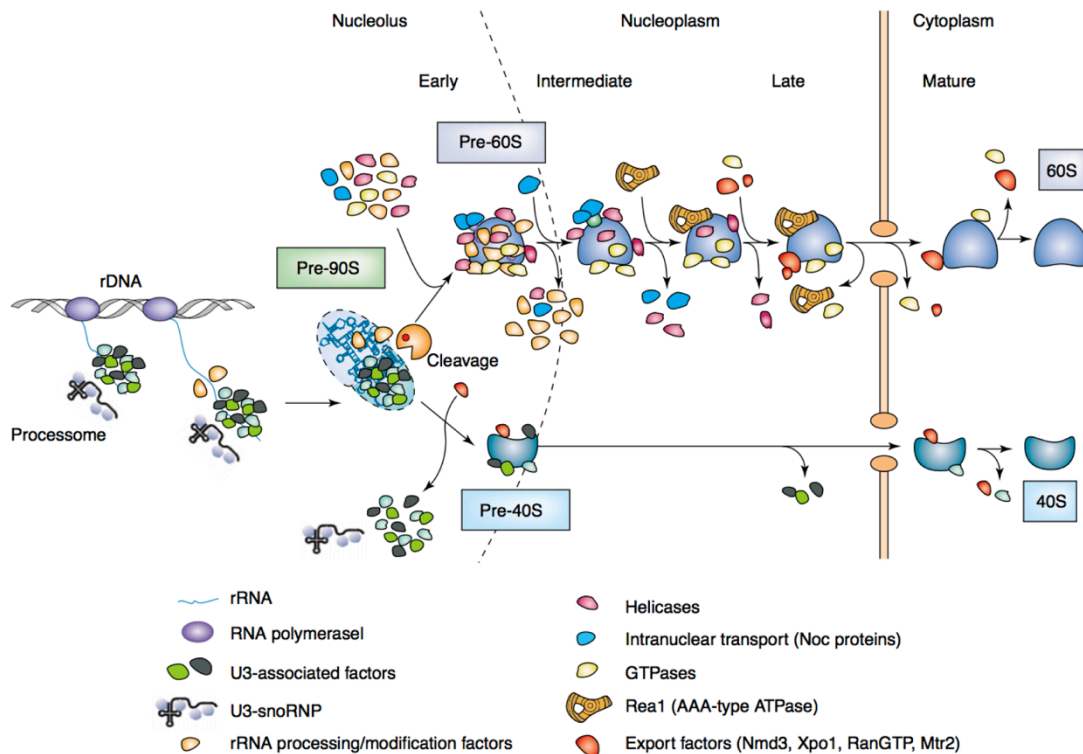 Nucleolus
Nucleoplasm
Cytoplasm
Early
Intermediate
Late
Mature
Pre-60S
60S
Pre-90S
rDNA
Cleavage
Processome
Pre-40S
40S
rRNA
RNA polymeraseI
U3-associated factors
U3-snoRNP
rRNA processing/modification factors
Helicases
Intranuclear transport (Noc proteins)
GTPases
Rea1 (AAA-type ATPase)
Export factors (Nmd3, Xpo1, RanGTP, Mtr2)